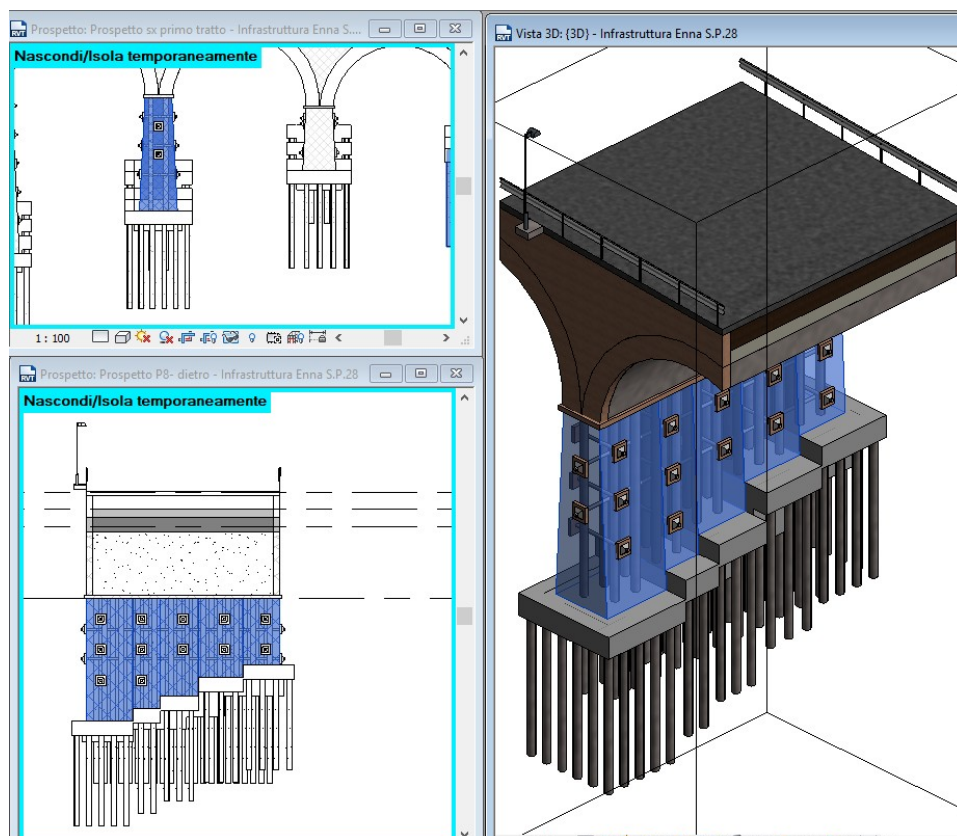 Prospetto: Prospetto sx primo tratto - Infrastruttura Enna S....
Nascondi/Isola temporaneamente
1 : 100
Prospetto: Prospetto P8- dietro - Infrastruttura Enna S.P.28
Nascondi/Isola temporaneamente
Vista 3D: {3D} - Infrastruttura Enna S.P.28